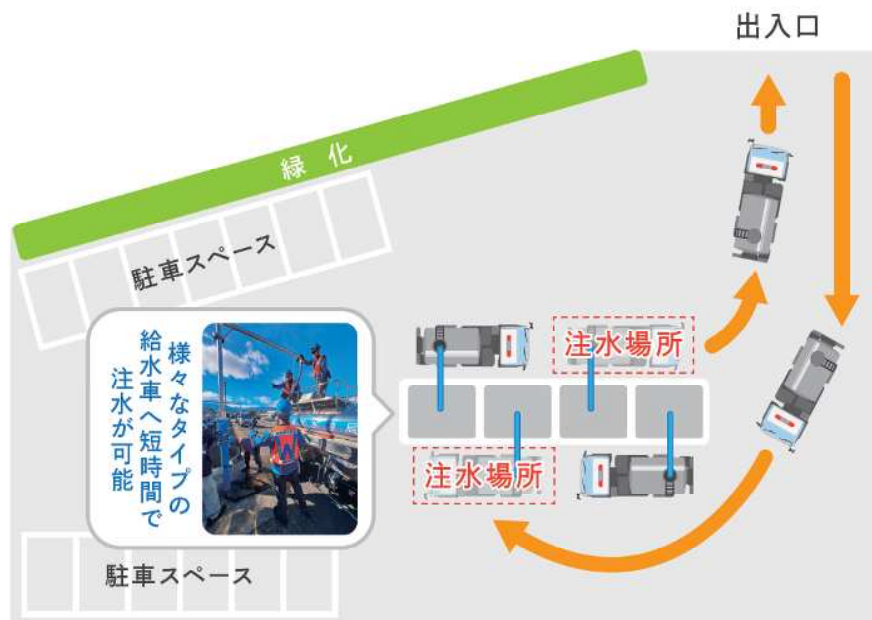 出入口
緑化
駐車スペース
様々なタイプの
給水車へ短時間で
注水が可能
注水場所
注水場所
駐車スペース